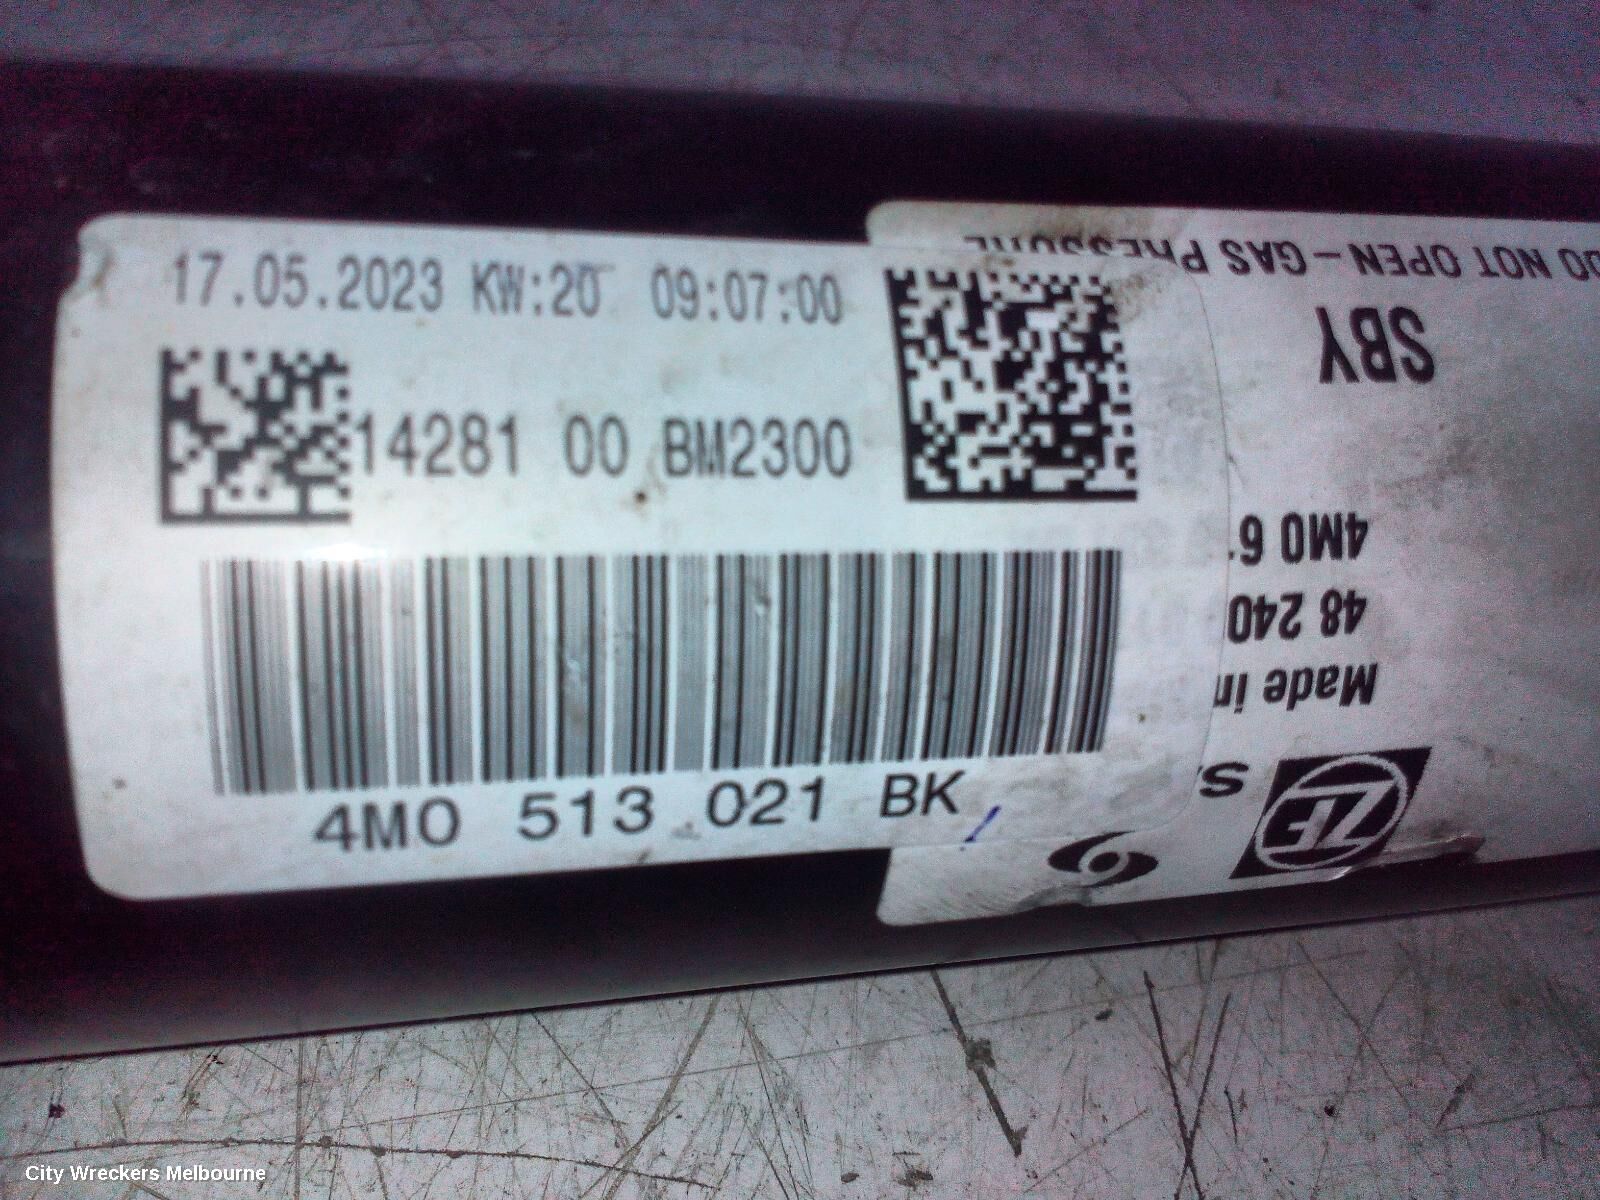 17.05.2023 KW:20 09:07:00
14281 00 BM2300
4M0 513 021 BK
DO NOT OPEN-GAS PRESSURE
SBY
4M0 6
48 240
Made in
ZF
S
City Wreckers Melbourne